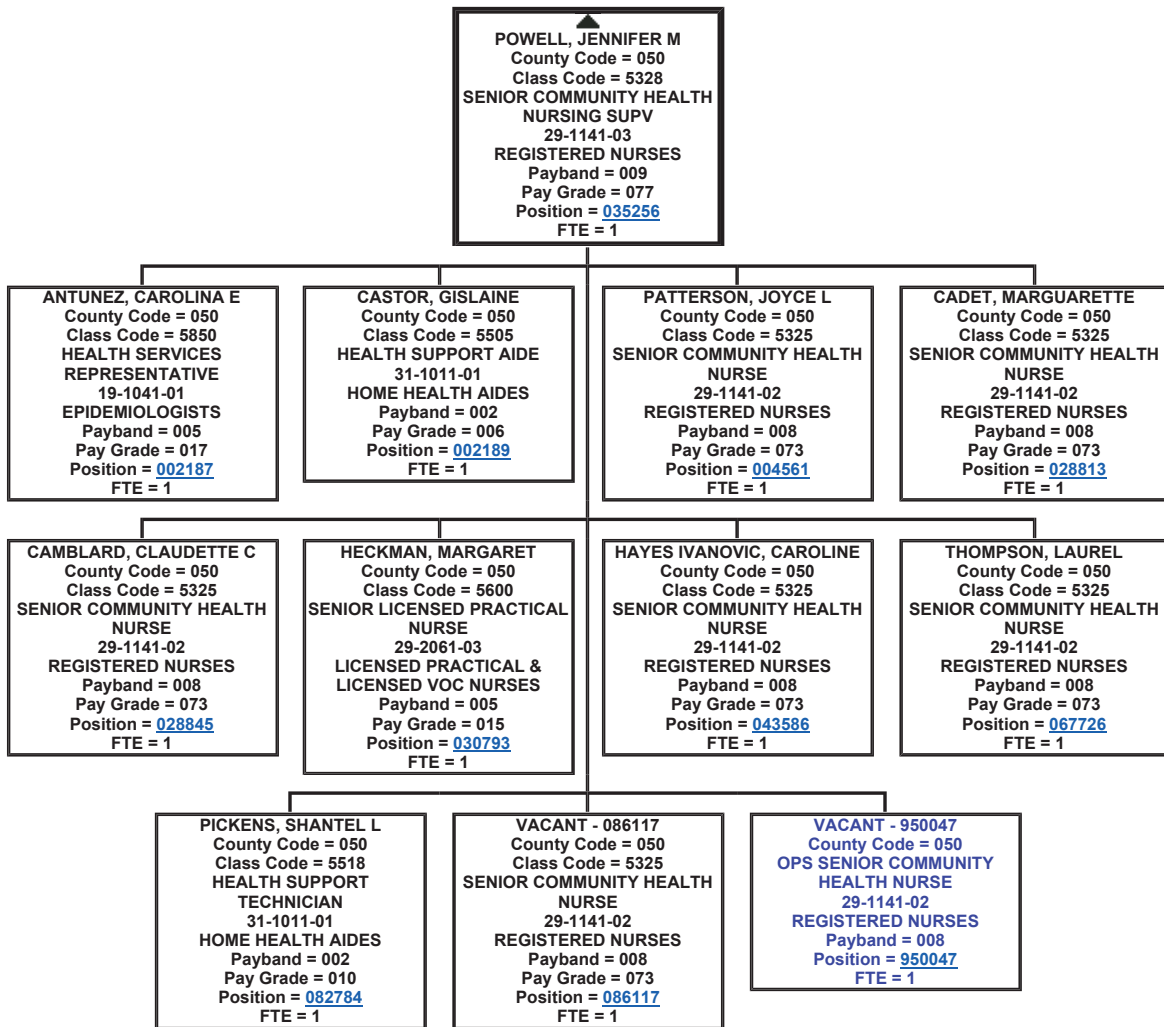 POWELL, JENNIFER M
County Code = 050
Class Code = 5328
SENIOR COMMUNITY HEALTH
NURSING SUPV
29-1141-03
REGISTERED NURSES
Payband = 009
Pay Grade = 077
Position = 035256
FTE = 1
ANTUNEZ, CAROLINA E
County Code = 050
Class Code = 5850
HEALTH SERVICES
REPRESENTATIVE
19-1041-01
EPIDEMIOLOGISTS
Payband = 005
Pay Grade = 017
Position = 002187
FTE = 1
CASTOR, GISLAINE
County Code = 050
Class Code = 5505
HEALTH SUPPORT AIDE
31-1011-01
HOME HEALTH AIDES
Payband = 002
Pay Grade = 006
Position = 002189
FTE = 1
PATTERSON, JOYCE L
County Code = 050
Class Code = 5325
SENIOR COMMUNITY HEALTH
NURSE
29-1141-02
REGISTERED NURSES
Payband = 008
Pay Grade = 073
Position = 004561
FTE = 1
CADET, MARGUARETTE
County Code = 050
Class Code = 5325
SENIOR COMMUNITY HEALTH
NURSE
29-1141-02
REGISTERED NURSES
Payband = 008
Pay Grade = 073
Position = 028813
FTE = 1
CAMBLARD, CLAUDETTE C
County Code = 050
Class Code = 5325
SENIOR COMMUNITY HEALTH
NURSE
29-1141-02
REGISTERED NURSES
Payband = 008
Pay Grade = 073
Position = 028845
FTE = 1
HECKMAN, MARGARET
County Code = 050
Class Code = 5600
SENIOR LICENSED PRACTICAL
NURSE
29-2061-03
LICENSED PRACTICAL &
LICENSED VOC NURSES
Payband = 005
Pay Grade = 015
Position = 030793
FTE = 1
HAYES IVANOVIC, CAROLINE
County Code = 050
Class Code = 5325
SENIOR COMMUNITY HEALTH
NURSE
29-1141-02
REGISTERED NURSES
Payband = 008
Pay Grade = 073
Position = 043586
FTE = 1
THOMPSON, LAUREL
County Code = 050
Class Code = 5325
SENIOR COMMUNITY HEALTH
NURSE
29-1141-02
REGISTERED NURSES
Payband = 008
Pay Grade = 073
Position = 067726
FTE = 1
PICKENS, SHANTEL L
County Code = 050
Class Code = 5518
HEALTH SUPPORT
TECHNICIAN
31-1011-01
HOME HEALTH AIDES
Payband = 002
Pay Grade = 010
Position = 082784
FTE = 1
VACANT - 086117
County Code = 050
Class Code = 5325
SENIOR COMMUNITY HEALTH
NURSE
29-1141-02
REGISTERED NURSES
Payband = 008
Pay Grade = 073
Position = 086117
FTE = 1
VACANT - 950047
County Code = 050
OPS SENIOR COMMUNITY
HEALTH NURSE
29-1141-02
REGISTERED NURSES
Payband = 008
Position = 950047
FTE = 1